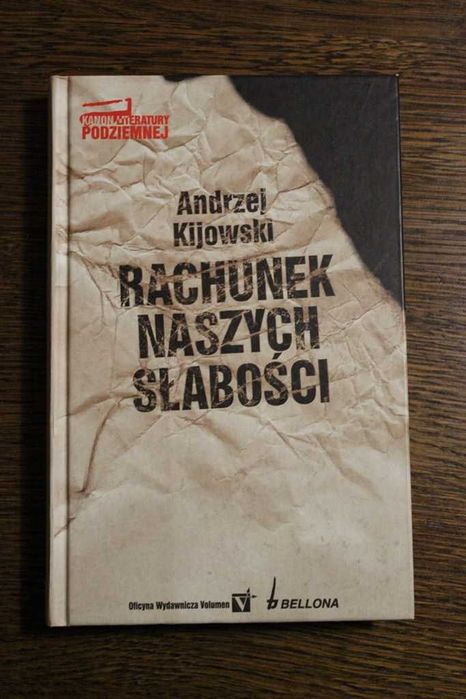 KANON LITERATURY
PODZIEMNEJ
Andrzej
Kijowski
RACHUNEK
NASZYCH
SŁABOŚCI
Oficyna Wydawnicza Volumen V BELLONA